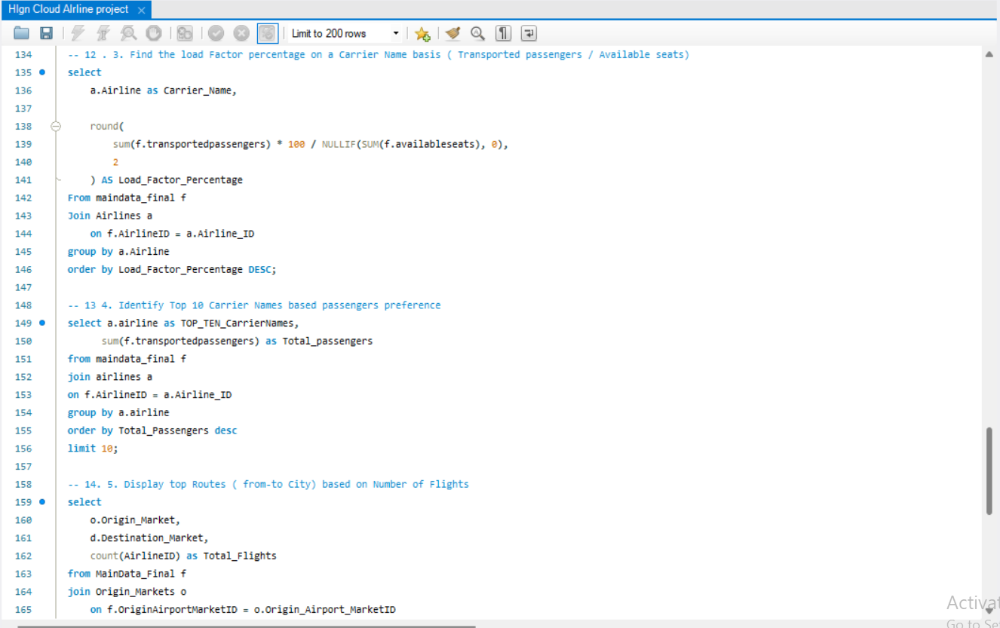 HIgn Cloud AIrline project
Limit to 200 rows
134 -- 12 . 3. Find the load Factor percentage on a Carrier Name basis ( Transported passengers / Available seats)
135 select
136 a.Airline as Carrier_Name,
137
138 round(
139 sum(f.transportedpassengers) * 100 / NULLIF(SUM(f.availableseats), 0),
140 2
141 ) AS Load_Factor_Percentage
142 From maindata_final f
143 Join Airlines a
144 on f.AirlineID = a.Airline_ID
145 group by a.Airline
146 order by Load_Factor_Percentage DESC;
147
148 -- 13 4. Identify Top 10 Carrier Names based passengers preference
149 select a.airline as TOP_TEN_CarrierNames,
150 sum(f.transportedpassengers) as Total_passengers
151 from maindata_final f
152 join airlines a
153 on f.AirlineID = a.Airline_ID
154 group by a.airline
155 order by Total_Passengers desc
156 limit 10;
157
158 -- 14. 5. Display top Routes ( from-to City) based on Number of Flights
159 select
160 o.Origin_Market,
161 d.Destination_Market,
162 count(AirlineID) as Total_Flights
163 from MainData_Final f
164 join Origin_Markets o
165 on f.OriginAirportMarketID = o.Origin_Airport_MarketID
Activat
Go to Se